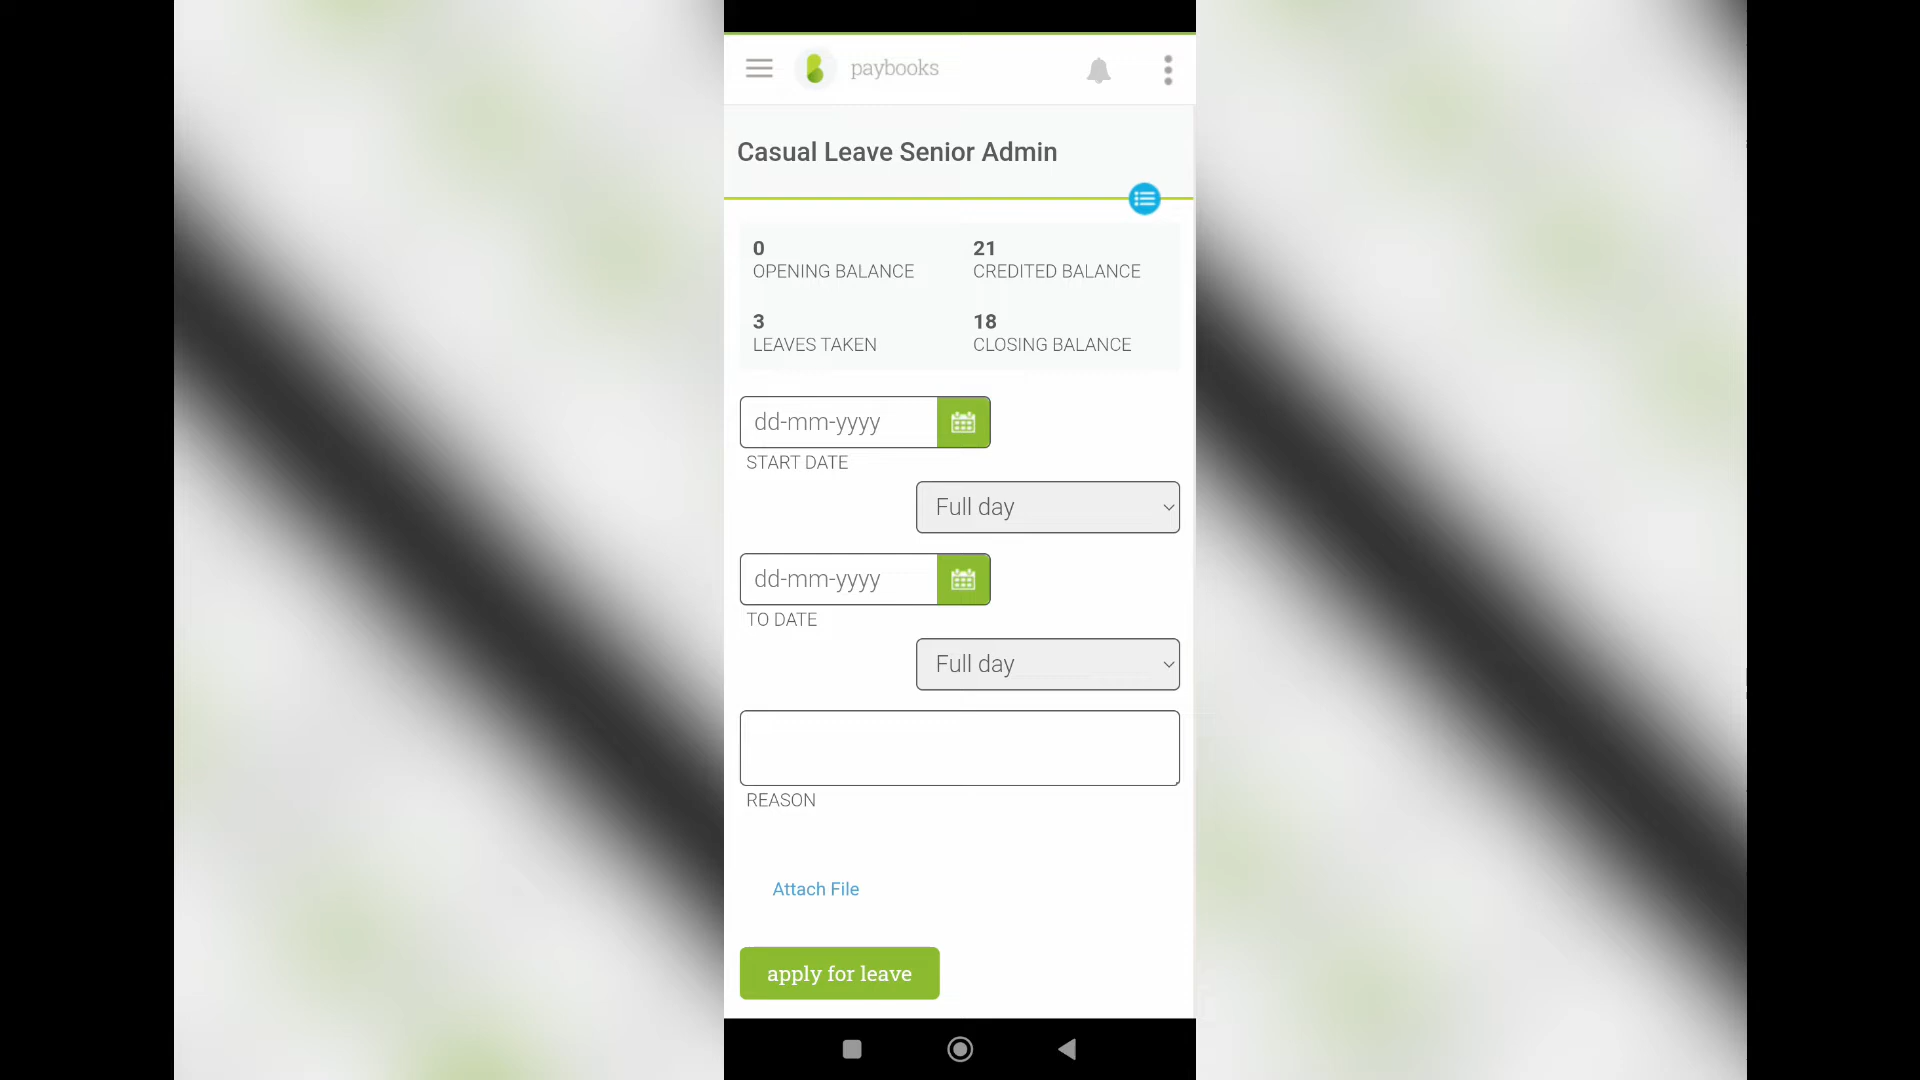 paybooks
Casual Leave Senior Admin
0 21
OPENING BALANCE CREDITED BALANCE
3 18
LEAVES TAKEN CLOSING BALANCE
dd-mm-yyyy
START DATE
Full day
dd-mm-yyyy
TO DATE
Full day
REASON
Attach File
apply for leave